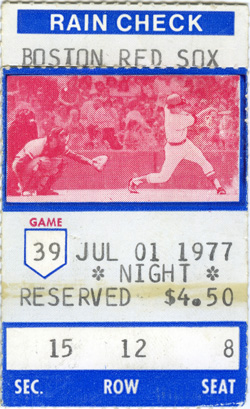 RAIN CHECK
BOSTON RED SOX
GAME
39 JUL 01 1977
* NIGHT *
RESERVED $4.50
15 12 8
SEC. ROW SEAT